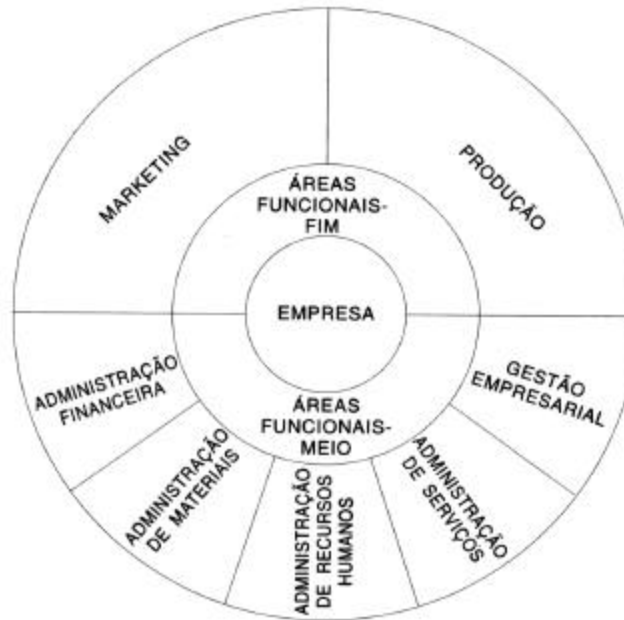 MARKETING
PRODUÇÃO
ÁREAS
FUNCIONAIS-
FIM
EMPRESA
ÁREAS
FUNCIONAIS-
MEIO
ADMINISTRAÇÃO
FINANCEIRA
ADMINISTRAÇÃO
DE MATERIAIS
ADMINISTRAÇÃO
DE RECURSOS
HUMANOS
ADMINISTRAÇÃO
DE SERVIÇOS
GESTÃO
EMPRESARIAL